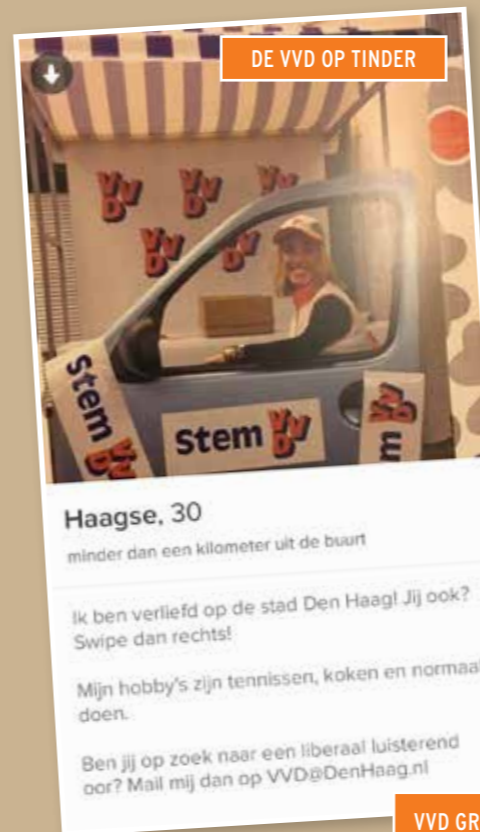 DE VVD OP TINDER
VVD VVD VVD
VVD VVD
Stem VVD
Stem VVD
m VVD
Haagse, 30
minder dan een kilometer uit de buurt
Ik ben verliefd op de stad Den Haag! Jij ook?
Swipe dan rechts!
Mijn hobby's zijn tennissen, koken en normaal
doen.
Ben jij op zoek naar een liberaal luisterend
oor? Mail mij dan op VVD@DenHaag.nl
VVD GR